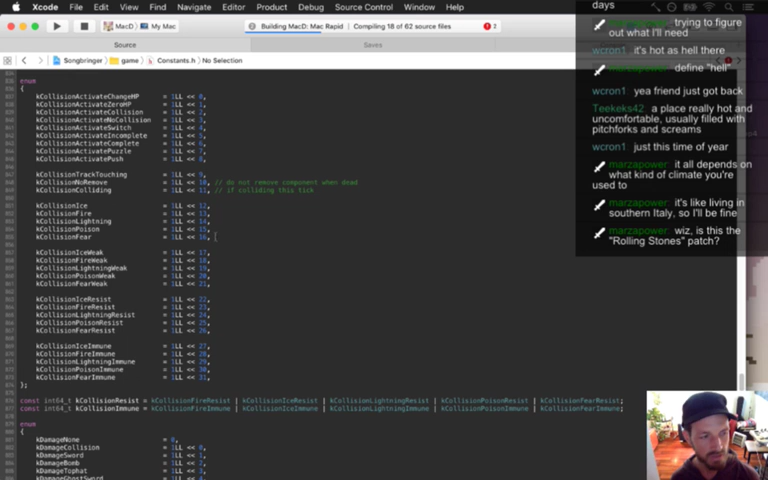 Xcode File Edit View Find Navigate Editor Product Debug Source Control Window Help
MacD My Mac
Building MacD: Mac Rapid Compiling 18 of 62 source files
2
Source
Saves
Songbringer game Constants.h No Selection
enum
{
kCollisionActivateChangeHP = 1LL << 0,
kCollisionActivateZeroHP = 1LL << 1,
kCollisionActivateCollision = 1LL << 2,
kCollisionActivateNoCollision = 1LL << 3,
kCollisionActivateSwitch = 1LL << 4,
kCollisionActivateIncomplete = 1LL << 5,
kCollisionActivateComplete = 1LL << 6,
kCollisionActivatePuzzle = 1LL << 7,
kCollisionActivatePush = 1LL << 8,
kCollisionTrackTouching = 1LL << 9,
kCollisionNoRemove = 1LL << 10, // do not remove component when dead
kCollisionColliding = 1LL << 11, // if colliding this tick
kCollisionIce = 1LL << 12,
kCollisionFire = 1LL << 13,
kCollisionLightning = 1LL << 14,
kCollisionPoison = 1LL << 15,
kCollisionFear = 1LL << 16,
kCollisionIceWeak = 1LL << 17,
kCollisionFireWeak = 1LL << 18,
kCollisionLightningWeak = 1LL << 19,
kCollisionPoisonWeak = 1LL << 20,
kCollisionFearWeak = 1LL << 21,
kCollisionIceResist = 1LL << 22,
kCollisionFireResist = 1LL << 23,
kCollisionLightningResist = 1LL << 24,
kCollisionPoisonResist = 1LL << 25,
kCollisionFearResist = 1LL << 26,
kCollisionIceImmune = 1LL << 27,
kCollisionFireImmune = 1LL << 28,
kCollisionLightningImmune = 1LL << 29,
kCollisionPoisonImmune = 1LL << 30,
kCollisionFearImmune = 1LL << 31,
};
const int64_t kCollisionResist = kCollisionFireResist | kCollisionIceResist | kCollisionLightningResist | kCollisionPoisonResist | kCollisionFearResist;
const int64_t kCollisionImmune = kCollisionFireImmune | kCollisionIceImmune | kCollisionLightningImmune | kCollisionPoisonImmune | kCollisionFearImmune;
enum
{
kDamageNone = 0,
kDamageCollision = 1LL << 0,
kDamageSword = 1LL << 1,
kDamageBomb = 1LL << 2,
kDamageTophat = 1LL << 3,
kDamageGhostSword = 1LL << 4,
days
trying to figure
out what I'll need
wcron1 it's hot as hell there
marzapower define "hell"
wcron1 yea friend just got back
Teekeks42 a place really hot and
uncomfortable, usually filled with
pitchforks and screams
wcron1 just this time of year
marzapower it all depends on
what kind of climate you're
used to
marzapower it's like living in
southern Italy, so I'll be fine
marzapower wiz, is this the
"Rolling Stones" patch?